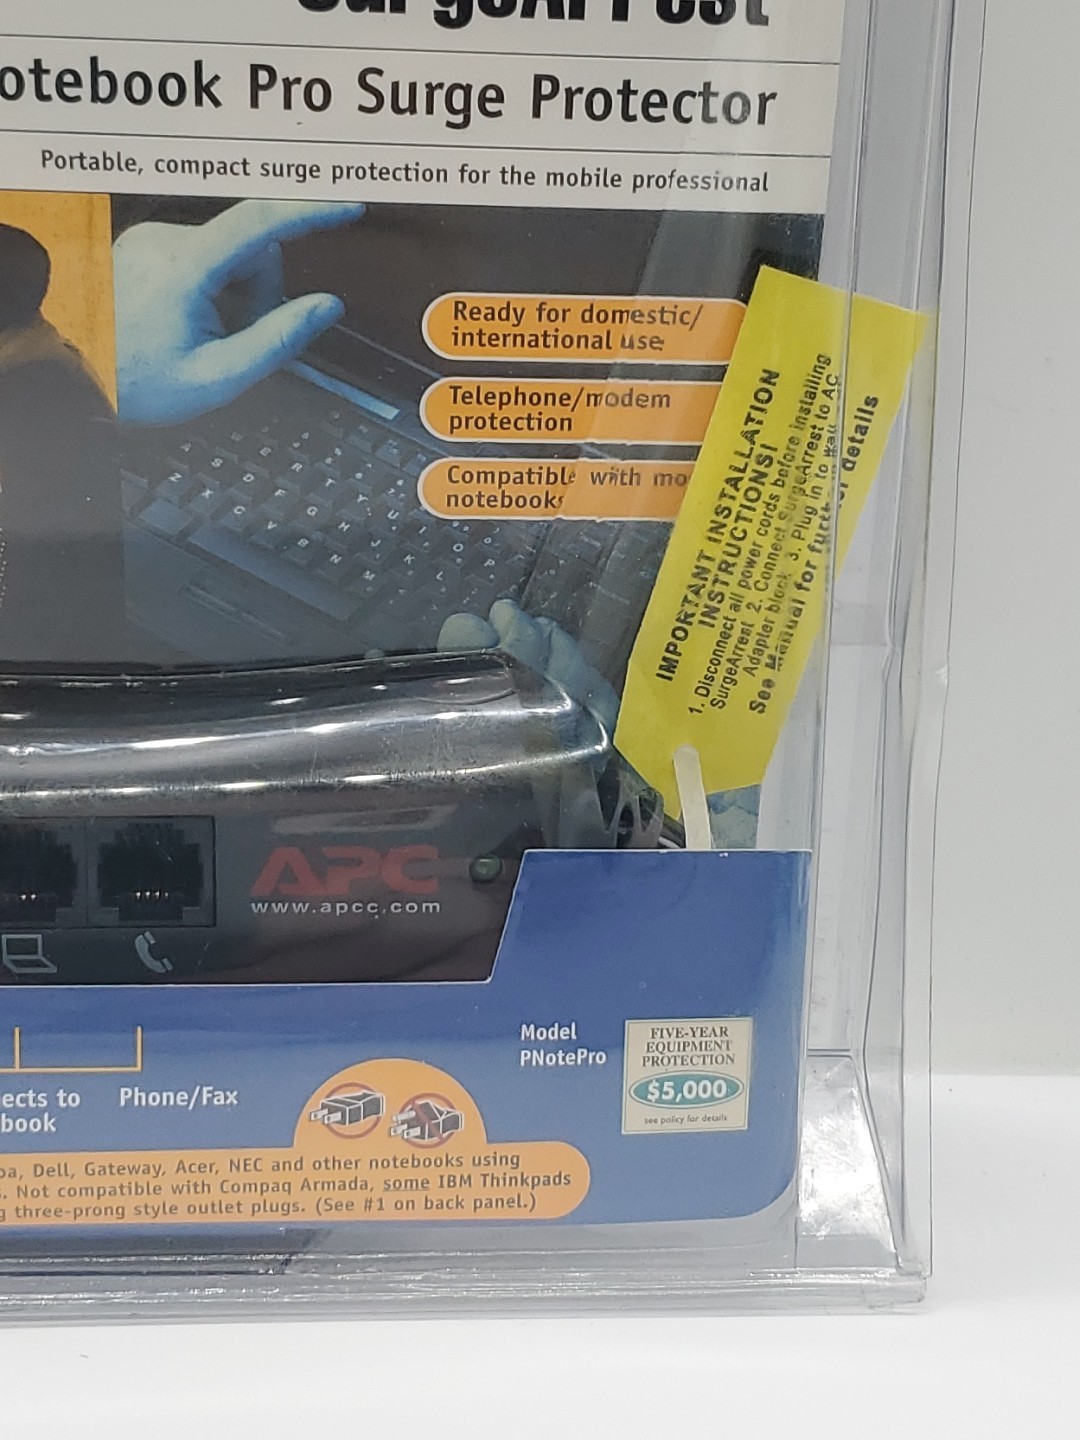 SurgeArrest
otebook Pro Surge Protector
Portable, compact surge protection for the mobile professional
Ready for domestic/
international use
Telephone/modem
protection
Compatible with mo
notebooks
IMPORTANT INSTALLATION
INSTRUCTIONS!
1. Disconnect all power cords before installing
SurgeArrest 2. Connect SurgeArrest to AC
Adapter block 3. Plug in to wall
See Manual for further details
APC
www.apcc.com
Model
PNotePro
FIVE-YEAR
EQUIPMENT
PROTECTION
$5,000
see policy for details
ects to
book
Phone/Fax
ba, Dell, Gateway, Acer, NEC and other notebooks using
. Not compatible with Compaq Armada, some IBM Thinkpads
g three-prong style outlet plugs. (See #1 on back panel.)